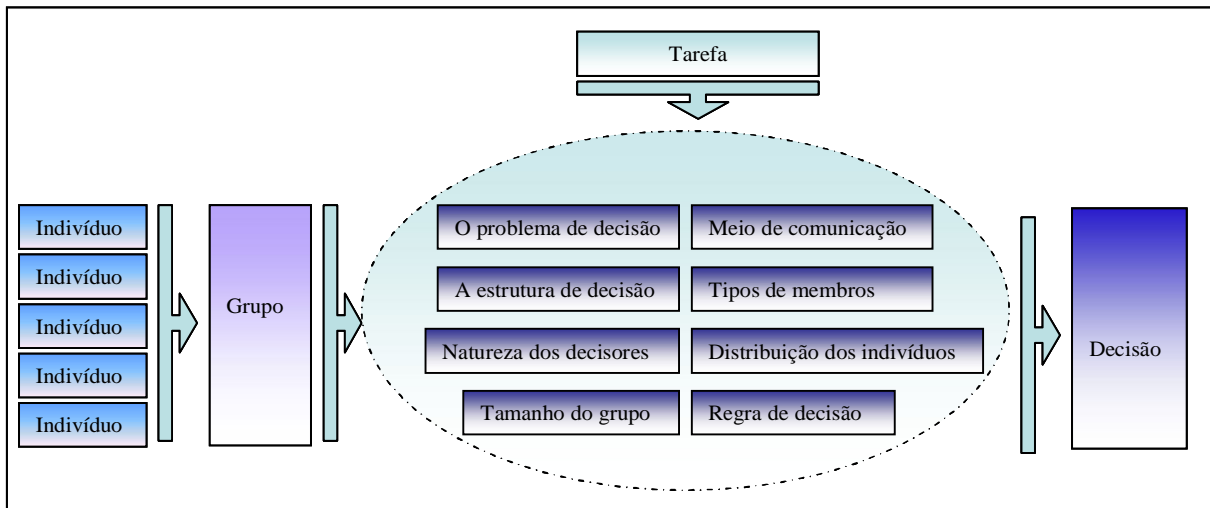 Tarefa
Indivíduo
Indivíduo
Indivíduo
Indivíduo
Indivíduo
Grupo
O problema de decisão
Meio de comunicação
A estrutura de decisão
Tipos de membros
Natureza dos decisores
Distribuição dos indivíduos
Tamanho do grupo
Regra de decisão
Decisão